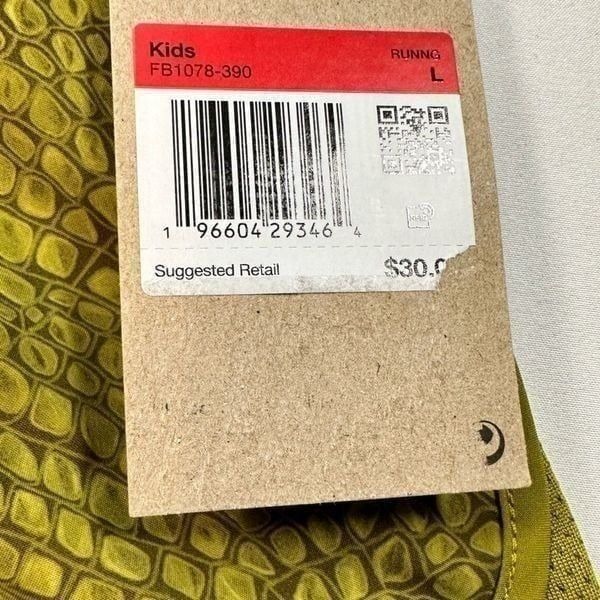 Kids
RUNNG
FB1078-390
L
1 96604 29346 4
Suggested Retail
$30.0